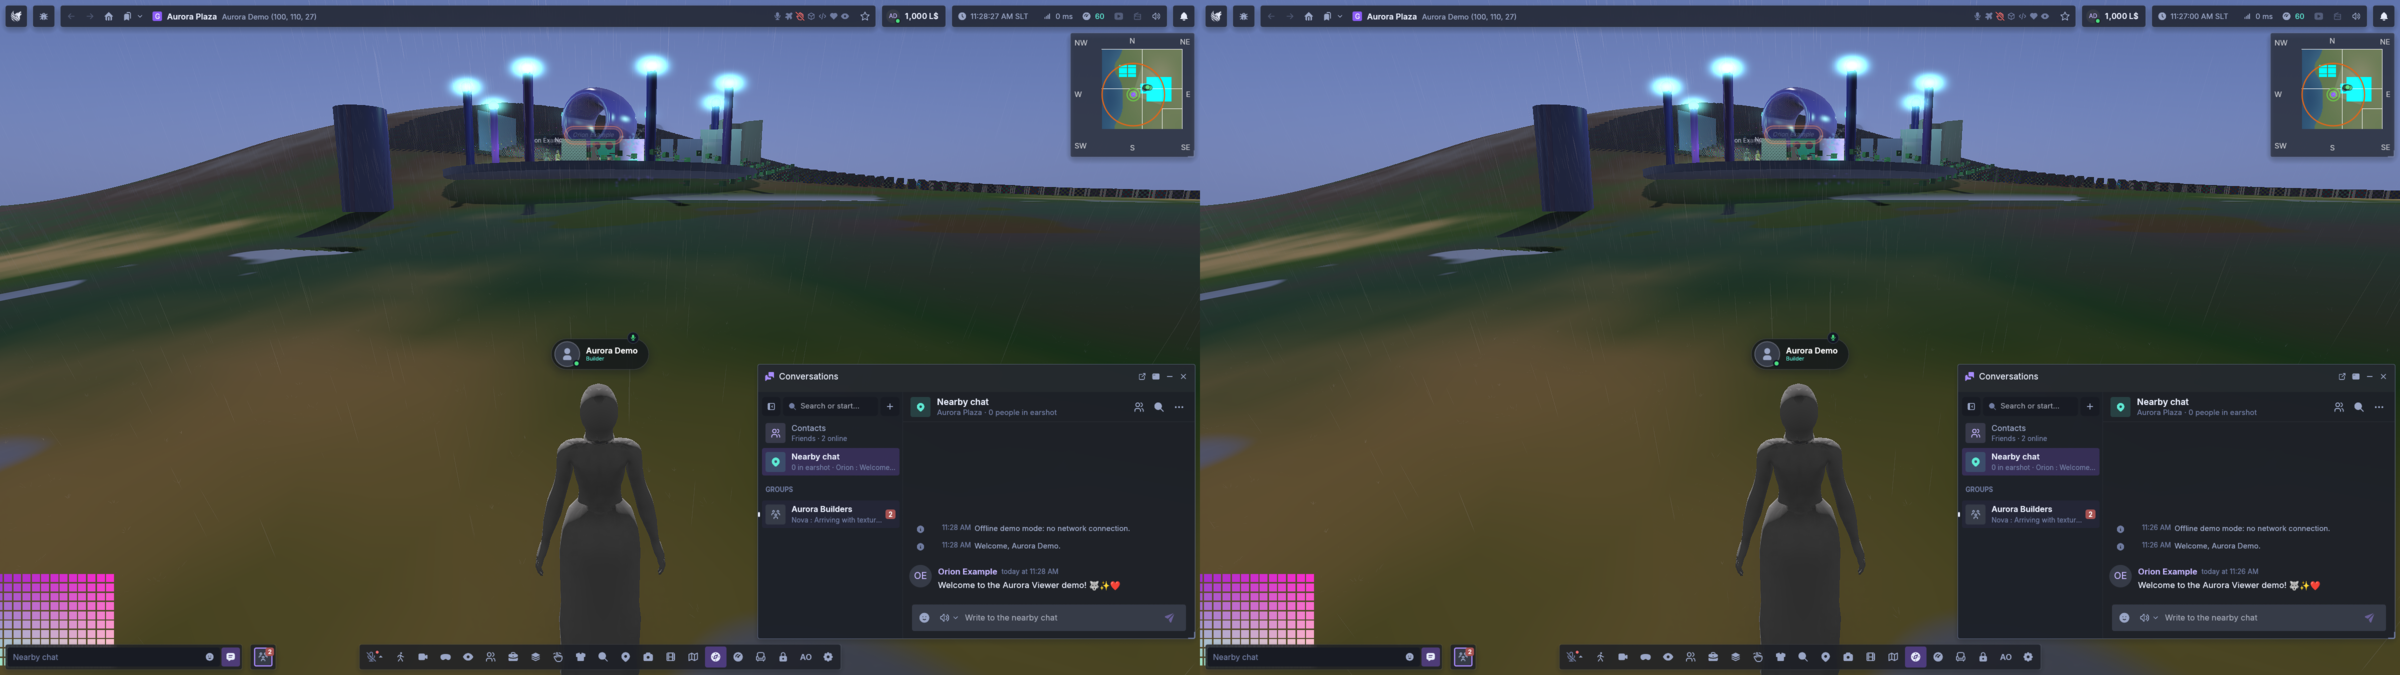 Aurora Plaza Aurora Demo (100, 110, 27)
AD 1,000 L$
11:28:27 AM SLT 0 ms 60
NW N NE
W E
SW S SE
Aurora Demo
Builder
Conversations
Search or start...
Contacts
Friends · 2 online
Nearby chat
0 in earshot · Orion : Welcome...
GROUPS
Aurora Builders
Nova : Arriving with textur...
2
Nearby chat
Aurora Plaza · 0 people in earshot
11:28 AM Offline demo mode: no network connection.
11:28 AM Welcome, Aurora Demo.
OE Orion Example today at 11:28 AM
Welcome to the Aurora Viewer demo! 🐺✨❤️
Write to the nearby chat
Nearby chat
2
AO
Aurora Plaza Aurora Demo (100, 110, 27)
AD 1,000 L$
11:27:00 AM SLT 0 ms 60
NW N NE
W E
SW S SE
Aurora Demo
Builder
Conversations
Search or start...
Contacts
Friends · 2 online
Nearby chat
0 in earshot · Orion : Welcome...
GROUPS
Aurora Builders
Nova : Arriving with textur...
2
Nearby chat
Aurora Plaza · 0 people in earshot
11:26 AM Offline demo mode: no network connection.
11:26 AM Welcome, Aurora Demo.
OE Orion Example today at 11:26 AM
Welcome to the Aurora Viewer demo! 🐺✨❤️
Write to the nearby chat
Nearby chat
2
AO